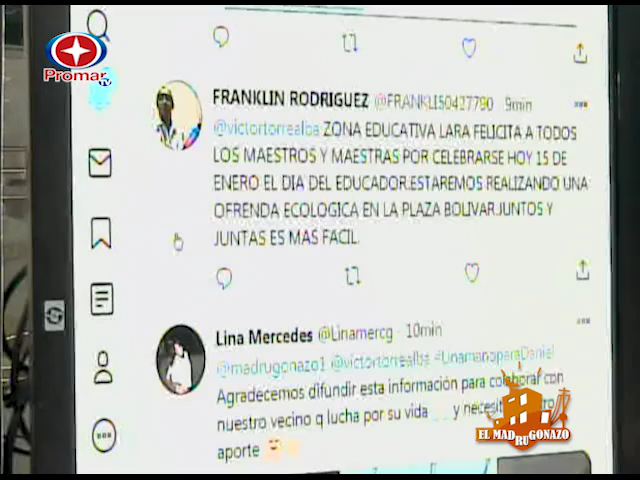 Promar TV
FRANKLIN RODRIGUEZ @FRANKLI50427790 · 9min
@victortorrealba ZONA EDUCATIVA LARA FELICITA A TODOS
LOS MAESTROS Y MAESTRAS POR CELEBRARSE HOY 15 DE
ENERO EL DIA DEL EDUCADOR.ESTAREMOS REALIZANDO UNA
OFRENDA ECOLOGICA EN LA PLAZA BOLIVAR.JUNTOS Y
JUNTAS ES MAS FACIL.
Lina Mercedes @Linamercg · 10min
@madrugonazo1 @victortorrealba #UnamanoparaDaniel
Agradecemos difundir esta información para colaborar con
nuestro vecino q lucha por su vida y
aporte
EL MADRUGONAZO
hp